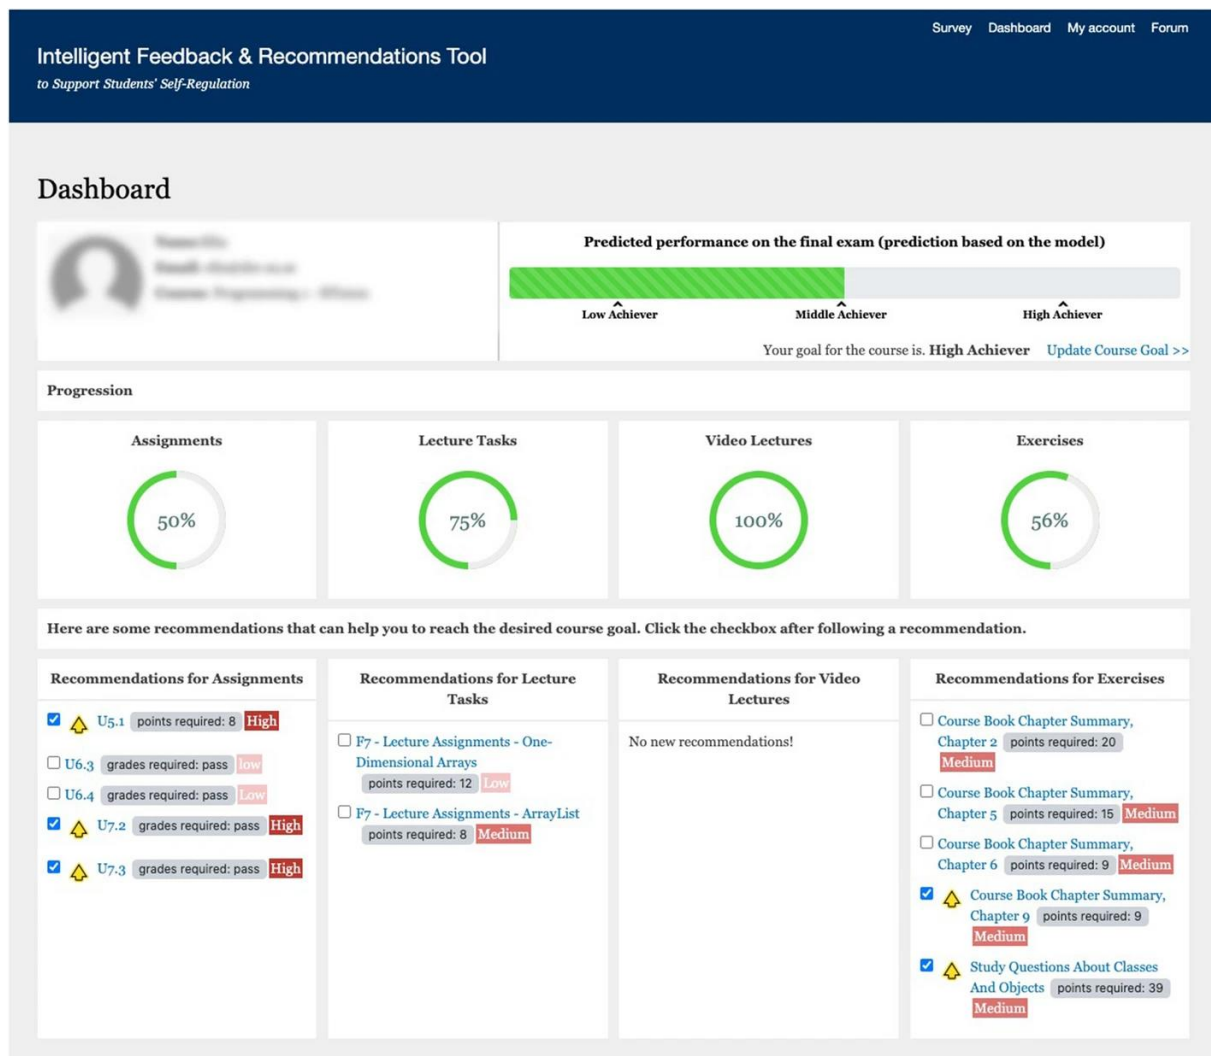 Survey Dashboard My account Forum
Intelligent Feedback & Recommendations Tool
to Support Students' Self-Regulation
Dashboard
Predicted performance on the final exam (prediction based on the model)
Low Achiever Middle Achiever High Achiever
Your goal for the course is. High Achiever Update Course Goal >>
Progression
Assignments
50%
Lecture Tasks
75%
Video Lectures
100%
Exercises
56%
Here are some recommendations that can help you to reach the desired course goal. Click the checkbox after following a recommendation.
Recommendations for Assignments
U5.1 points required: 8 High
U6.3 grades required: pass low
U6.4 grades required: pass Low
U7.2 grades required: pass High
U7.3 grades required: pass High
Recommendations for Lecture
Tasks
F7 - Lecture Assignments - One-
Dimensional Arrays
points required: 12 Low
F7 - Lecture Assignments - ArrayList
points required: 8 Medium
Recommendations for Video
Lectures
No new recommendations!
Recommendations for Exercises
Course Book Chapter Summary,
Chapter 2 points required: 20
Medium
Course Book Chapter Summary,
Chapter 5 points required: 15 Medium
Course Book Chapter Summary,
Chapter 6 points required: 9 Medium
Course Book Chapter Summary,
Chapter 9 points required: 9
Medium
Study Questions About Classes
And Objects points required: 39
Medium